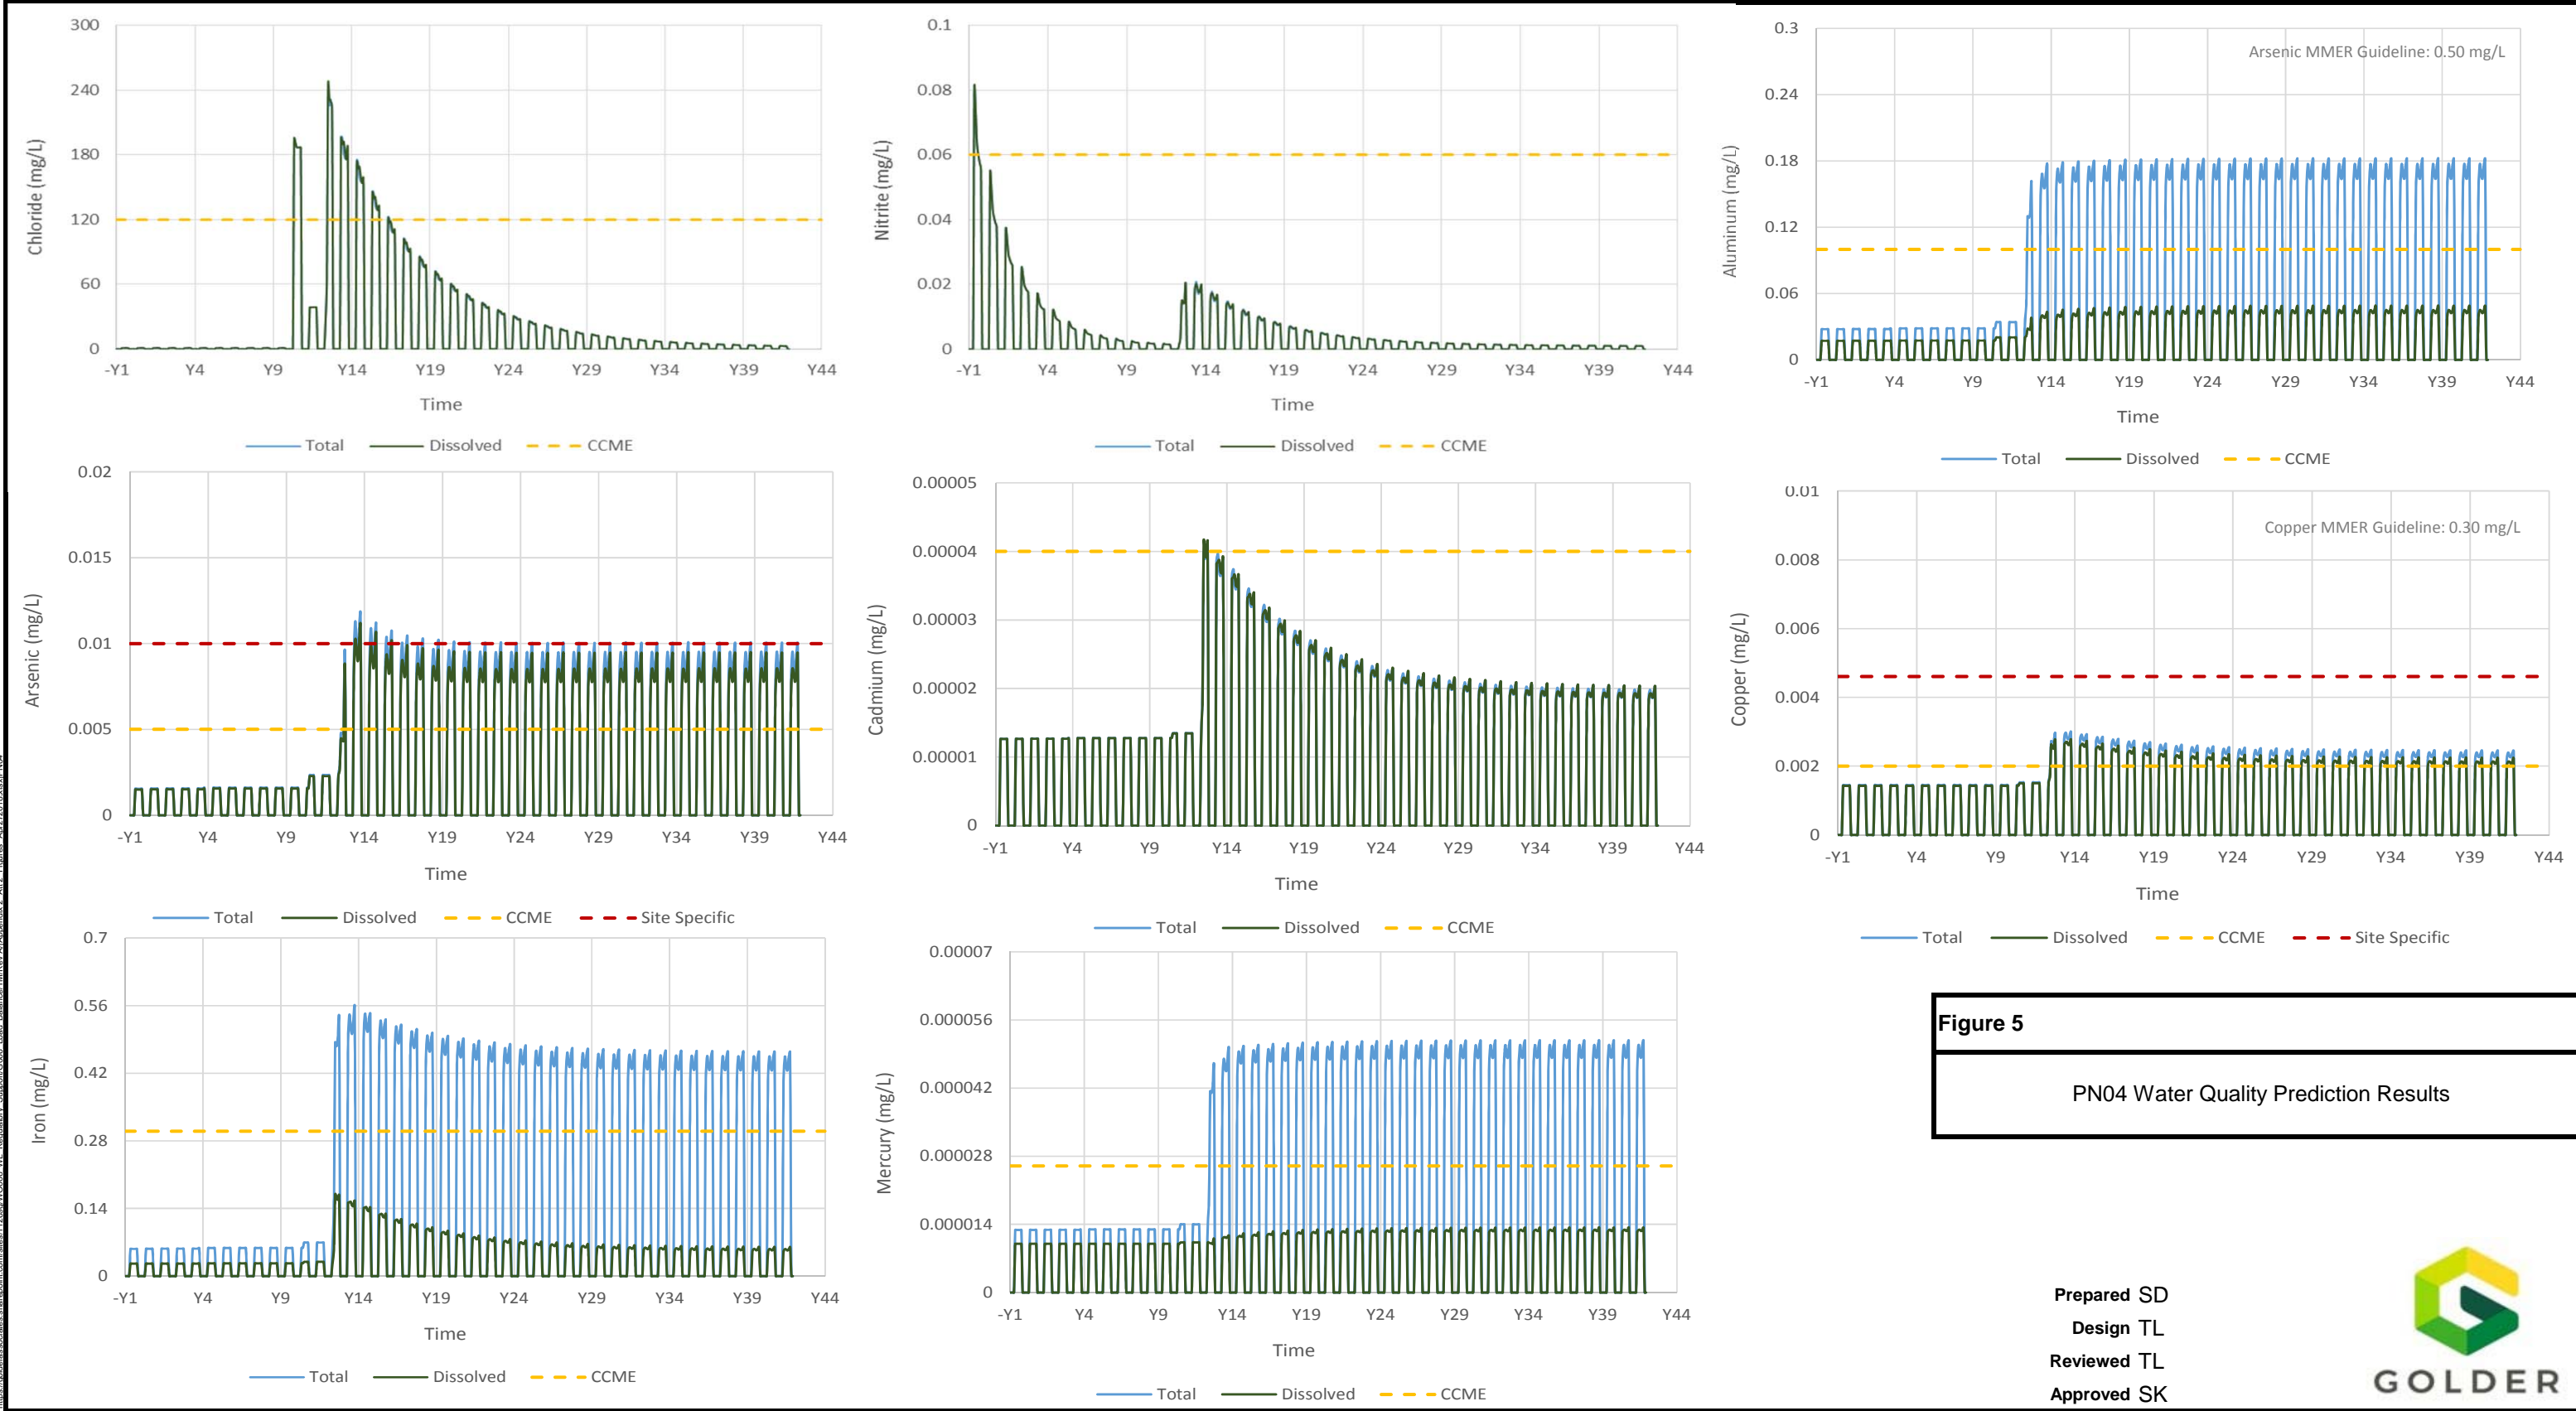 300
240
180
120
60
0
Chloride (mg/L)
-Y1 Y4 Y9 Y14 Y19 Y24 Y29 Y34 Y39 Y44
Time
Total Dissolved CCME
0.1
0.08
0.06
0.04
0.02
0
Nitrite (mg/L)
-Y1 Y4 Y9 Y14 Y19 Y24 Y29 Y34 Y39 Y44
Time
Total Dissolved CCME
Arsenic MMER Guideline: 0.50 mg/L
0.3
0.24
0.18
0.12
0.06
0
Aluminum (mg/L)
-Y1 Y4 Y9 Y14 Y19 Y24 Y29 Y34 Y39 Y44
Time
Total Dissolved CCME
0.02
0.015
0.01
0.005
0
Arsenic (mg/L)
-Y1 Y4 Y9 Y14 Y19 Y24 Y29 Y34 Y39 Y44
Time
Total Dissolved CCME Site Specific
0.00005
0.00004
0.00003
0.00002
0.00001
0
Cadmium (mg/L)
-Y1 Y4 Y9 Y14 Y19 Y24 Y29 Y34 Y39 Y44
Time
Total Dissolved CCME
Copper MMER Guideline: 0.30 mg/L
0.01
0.008
0.006
0.004
0.002
0
Copper (mg/L)
-Y1 Y4 Y9 Y14 Y19 Y24 Y29 Y34 Y39 Y44
Time
Total Dissolved CCME Site Specific
0.7
0.56
0.42
0.28
0.14
0
Iron (mg/L)
-Y1 Y4 Y9 Y14 Y19 Y24 Y29 Y34 Y39 Y44
Time
Total Dissolved CCME
0.00007
0.000056
0.000042
0.000028
0.000014
0
Mercury (mg/L)
-Y1 Y4 Y9 Y14 Y19 Y24 Y29 Y34 Y39 Y44
Time
Total Dissolved CCME
Figure 5
PN04 Water Quality Prediction Results
Prepared SD
Design TL
Reviewed TL
Approved SK
GOLDER